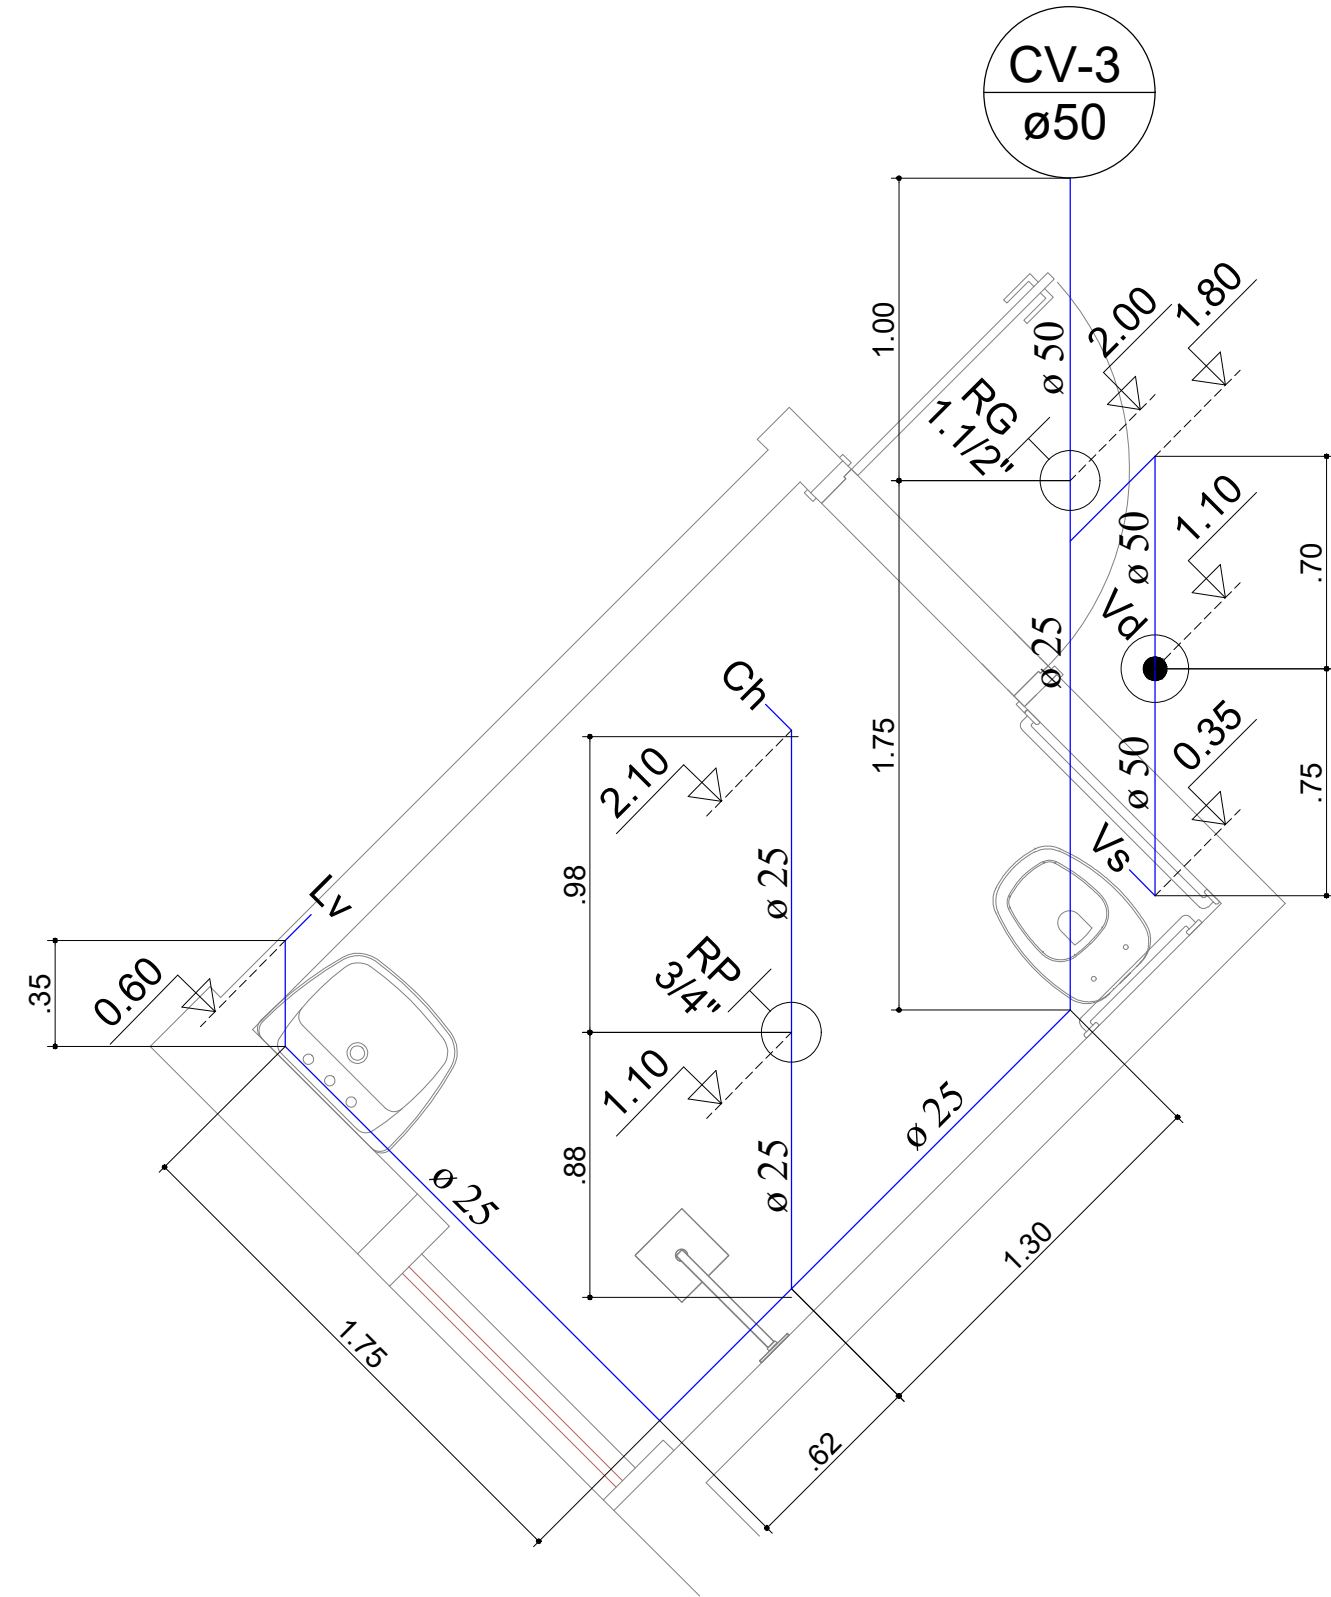 CV-3
ø50
1.00
ø 50
2.00
1.80
RG
1.1/2"
1.10
ø 50
.70
Vd
ø 25
1.75
Ch
2.10
ø 50
0.35
.75
Vs
.98
ø 25
Lv
.35
0.60
RP
3/4"
1.10
.88
ø 25
ø 25
ø 25
1.30
1.75
.62